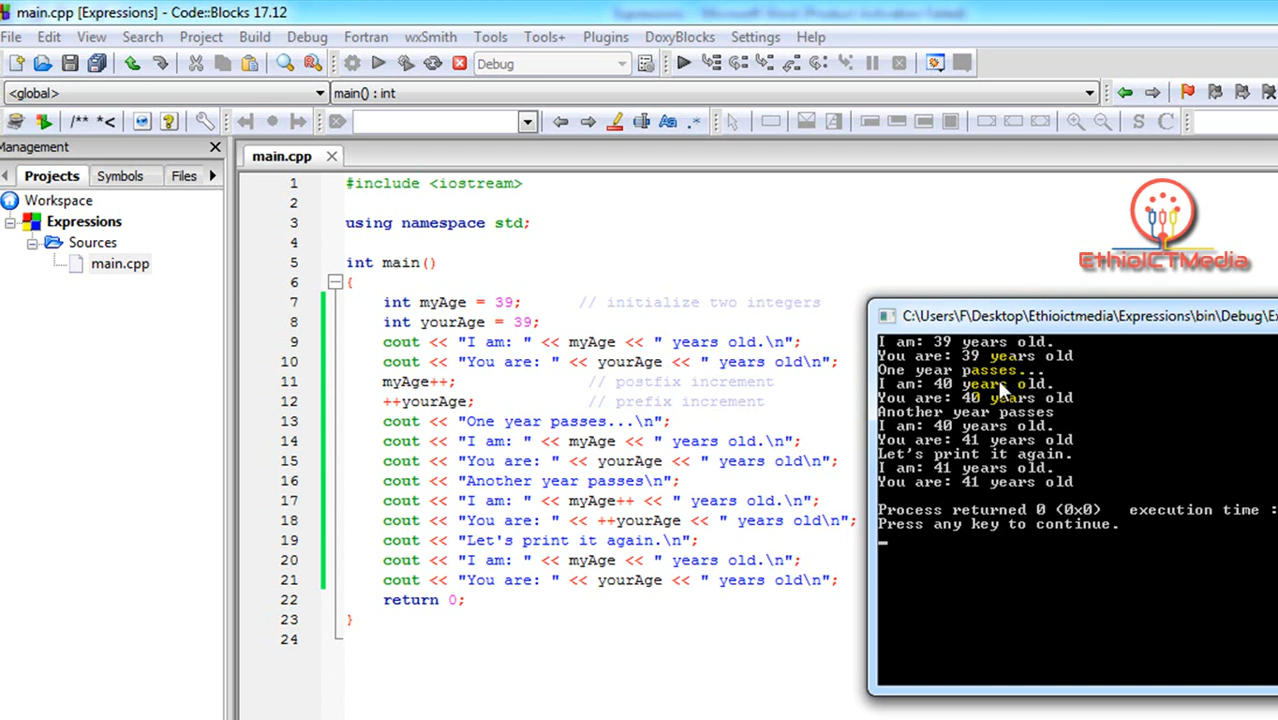 main.cpp [Expressions] - Code::Blocks 17.12
File Edit View Search Project Build Debug Fortran wxSmith Tools Tools+ Plugins DoxyBlocks Settings Help
Debug
<global> main() : int
/** *<
Management
main.cpp
Projects Symbols Files
Workspace
Expressions
Sources
main.cpp
1 #include <iostream>
2
3 using namespace std;
4
5 int main()
6 {
7 int myAge = 39; // initialize two integers
8 int yourAge = 39;
9 cout << "I am: " << myAge << " years old.\n";
10 cout << "You are: " << yourAge << " years old\n";
11 myAge++; // postfix increment
12 ++yourAge; // prefix increment
13 cout << "One year passes...\n";
14 cout << "I am: " << myAge << " years old.\n";
15 cout << "You are: " << yourAge << " years old\n";
16 cout << "Another year passes\n";
17 cout << "I am: " << myAge++ << " years old.\n";
18 cout << "You are: " << ++yourAge << " years old\n";
19 cout << "Let's print it again.\n";
20 cout << "I am: " << myAge << " years old.\n";
21 cout << "You are: " << yourAge << " years old\n";
22 return 0;
23 }
24
EthioICTMedia
C:\Users\F\Desktop\Ethioictmedia\Expressions\bin\Debug\Ex
I am: 39 years old.
You are: 39 years old
One year passes...
I am: 40 years old.
You are: 40 years old
Another year passes
I am: 40 years old.
You are: 41 years old
Let's print it again.
I am: 41 years old.
You are: 41 years old
Process returned 0 (0x0) execution time :
Press any key to continue.